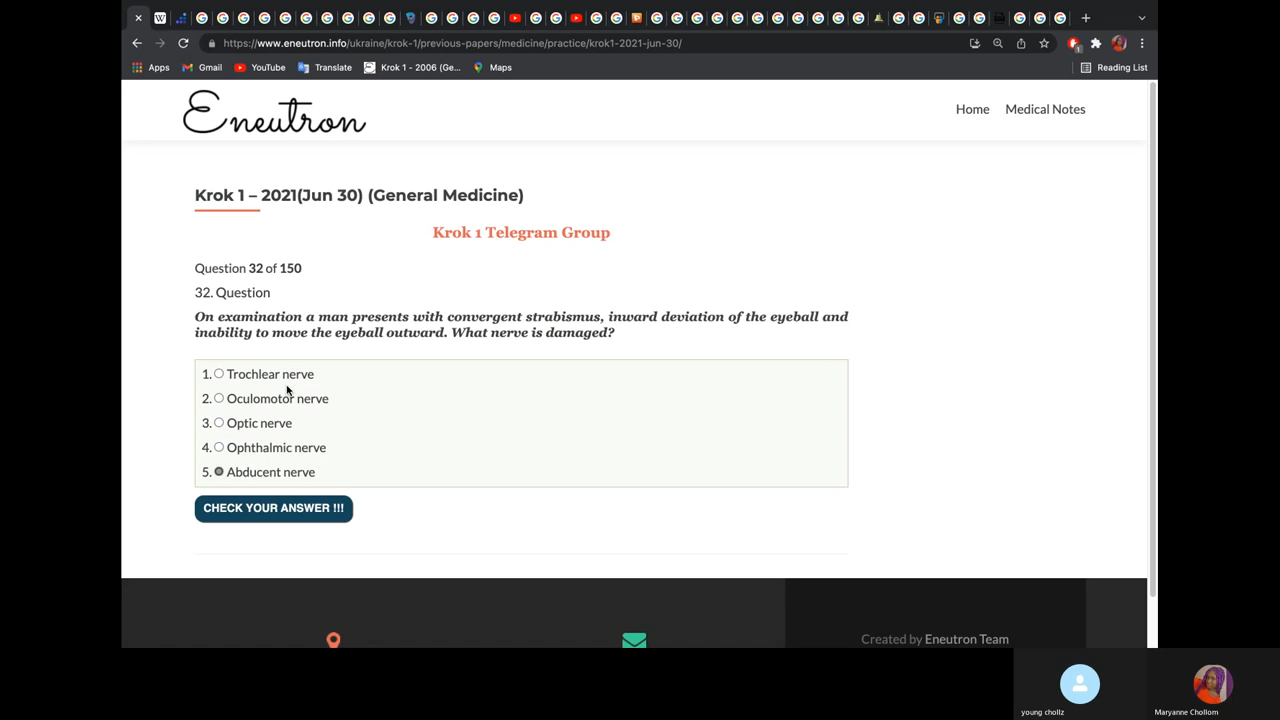 https://www.eneutron.info/ukraine/krok-1/previous-papers/medicine/practice/krok1-2021-jun-30/
Apps Gmail YouTube Translate Krok 1 - 2006 (Ge... Maps Reading List
Eneutron
Home Medical Notes
Krok 1 – 2021(Jun 30) (General Medicine)
Krok 1 Telegram Group
Question 32 of 150
32. Question
On examination a man presents with convergent strabismus, inward deviation of the eyeball and
inability to move the eyeball outward. What nerve is damaged?
1. Trochlear nerve
2. Oculomotor nerve
3. Optic nerve
4. Ophthalmic nerve
5. Abducent nerve
CHECK YOUR ANSWER !!!
Created by Eneutron Team
young chollz
Maryanne Chollom